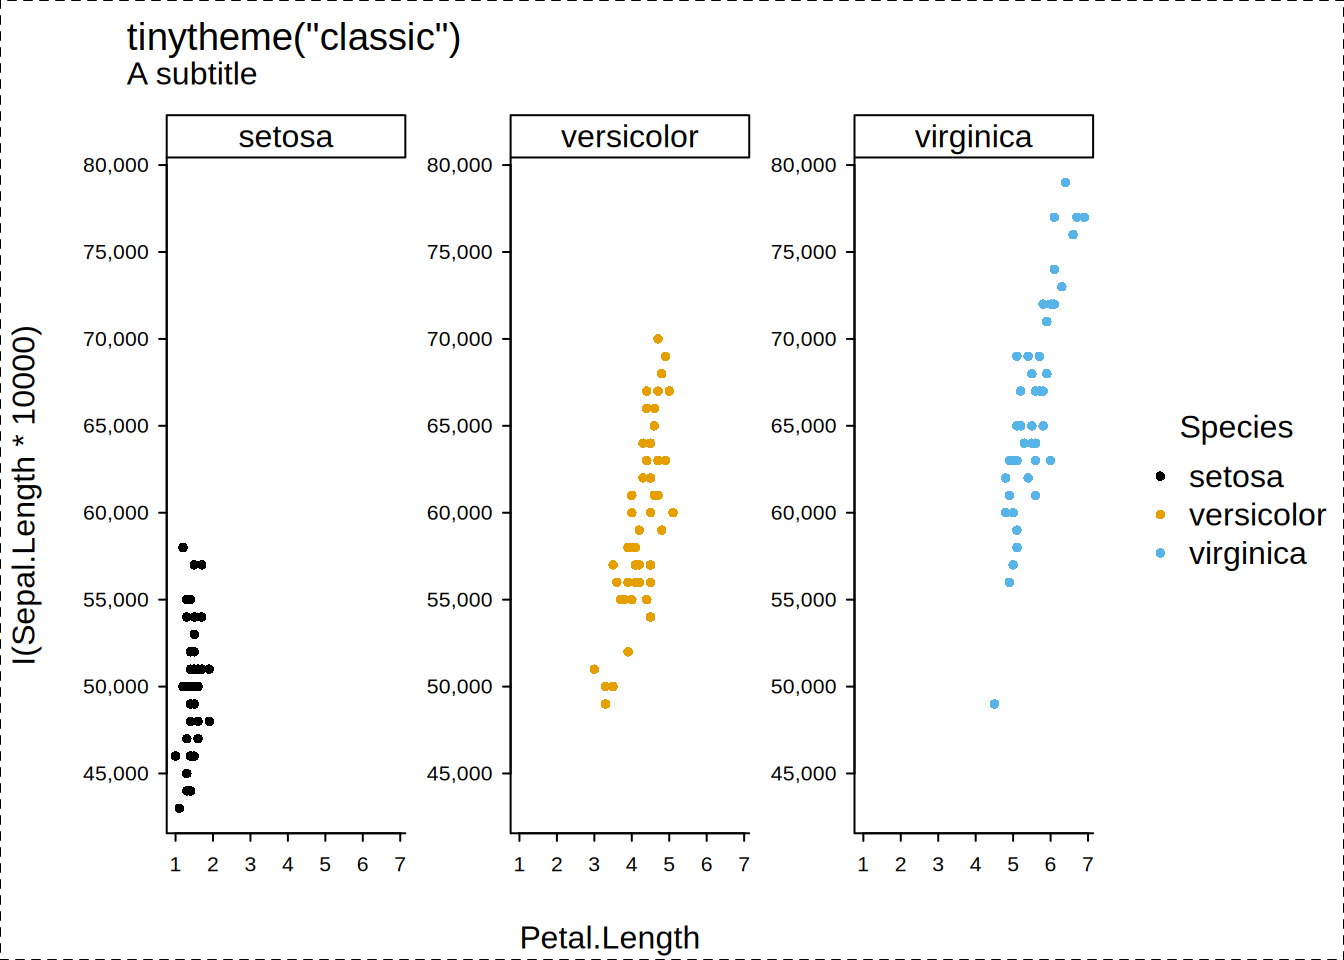 tinytheme("classic")
A subtitle
setosa
versicolor
virginica
80,000
75,000
70,000
65,000
60,000
55,000
50,000
45,000
80,000
75,000
70,000
65,000
60,000
55,000
50,000
45,000
80,000
75,000
70,000
65,000
60,000
55,000
50,000
45,000
I(Sepal.Length * 10000)
1 2 3 4 5 6 7
1 2 3 4 5 6 7
1 2 3 4 5 6 7
Petal.Length
Species
setosa
versicolor
virginica